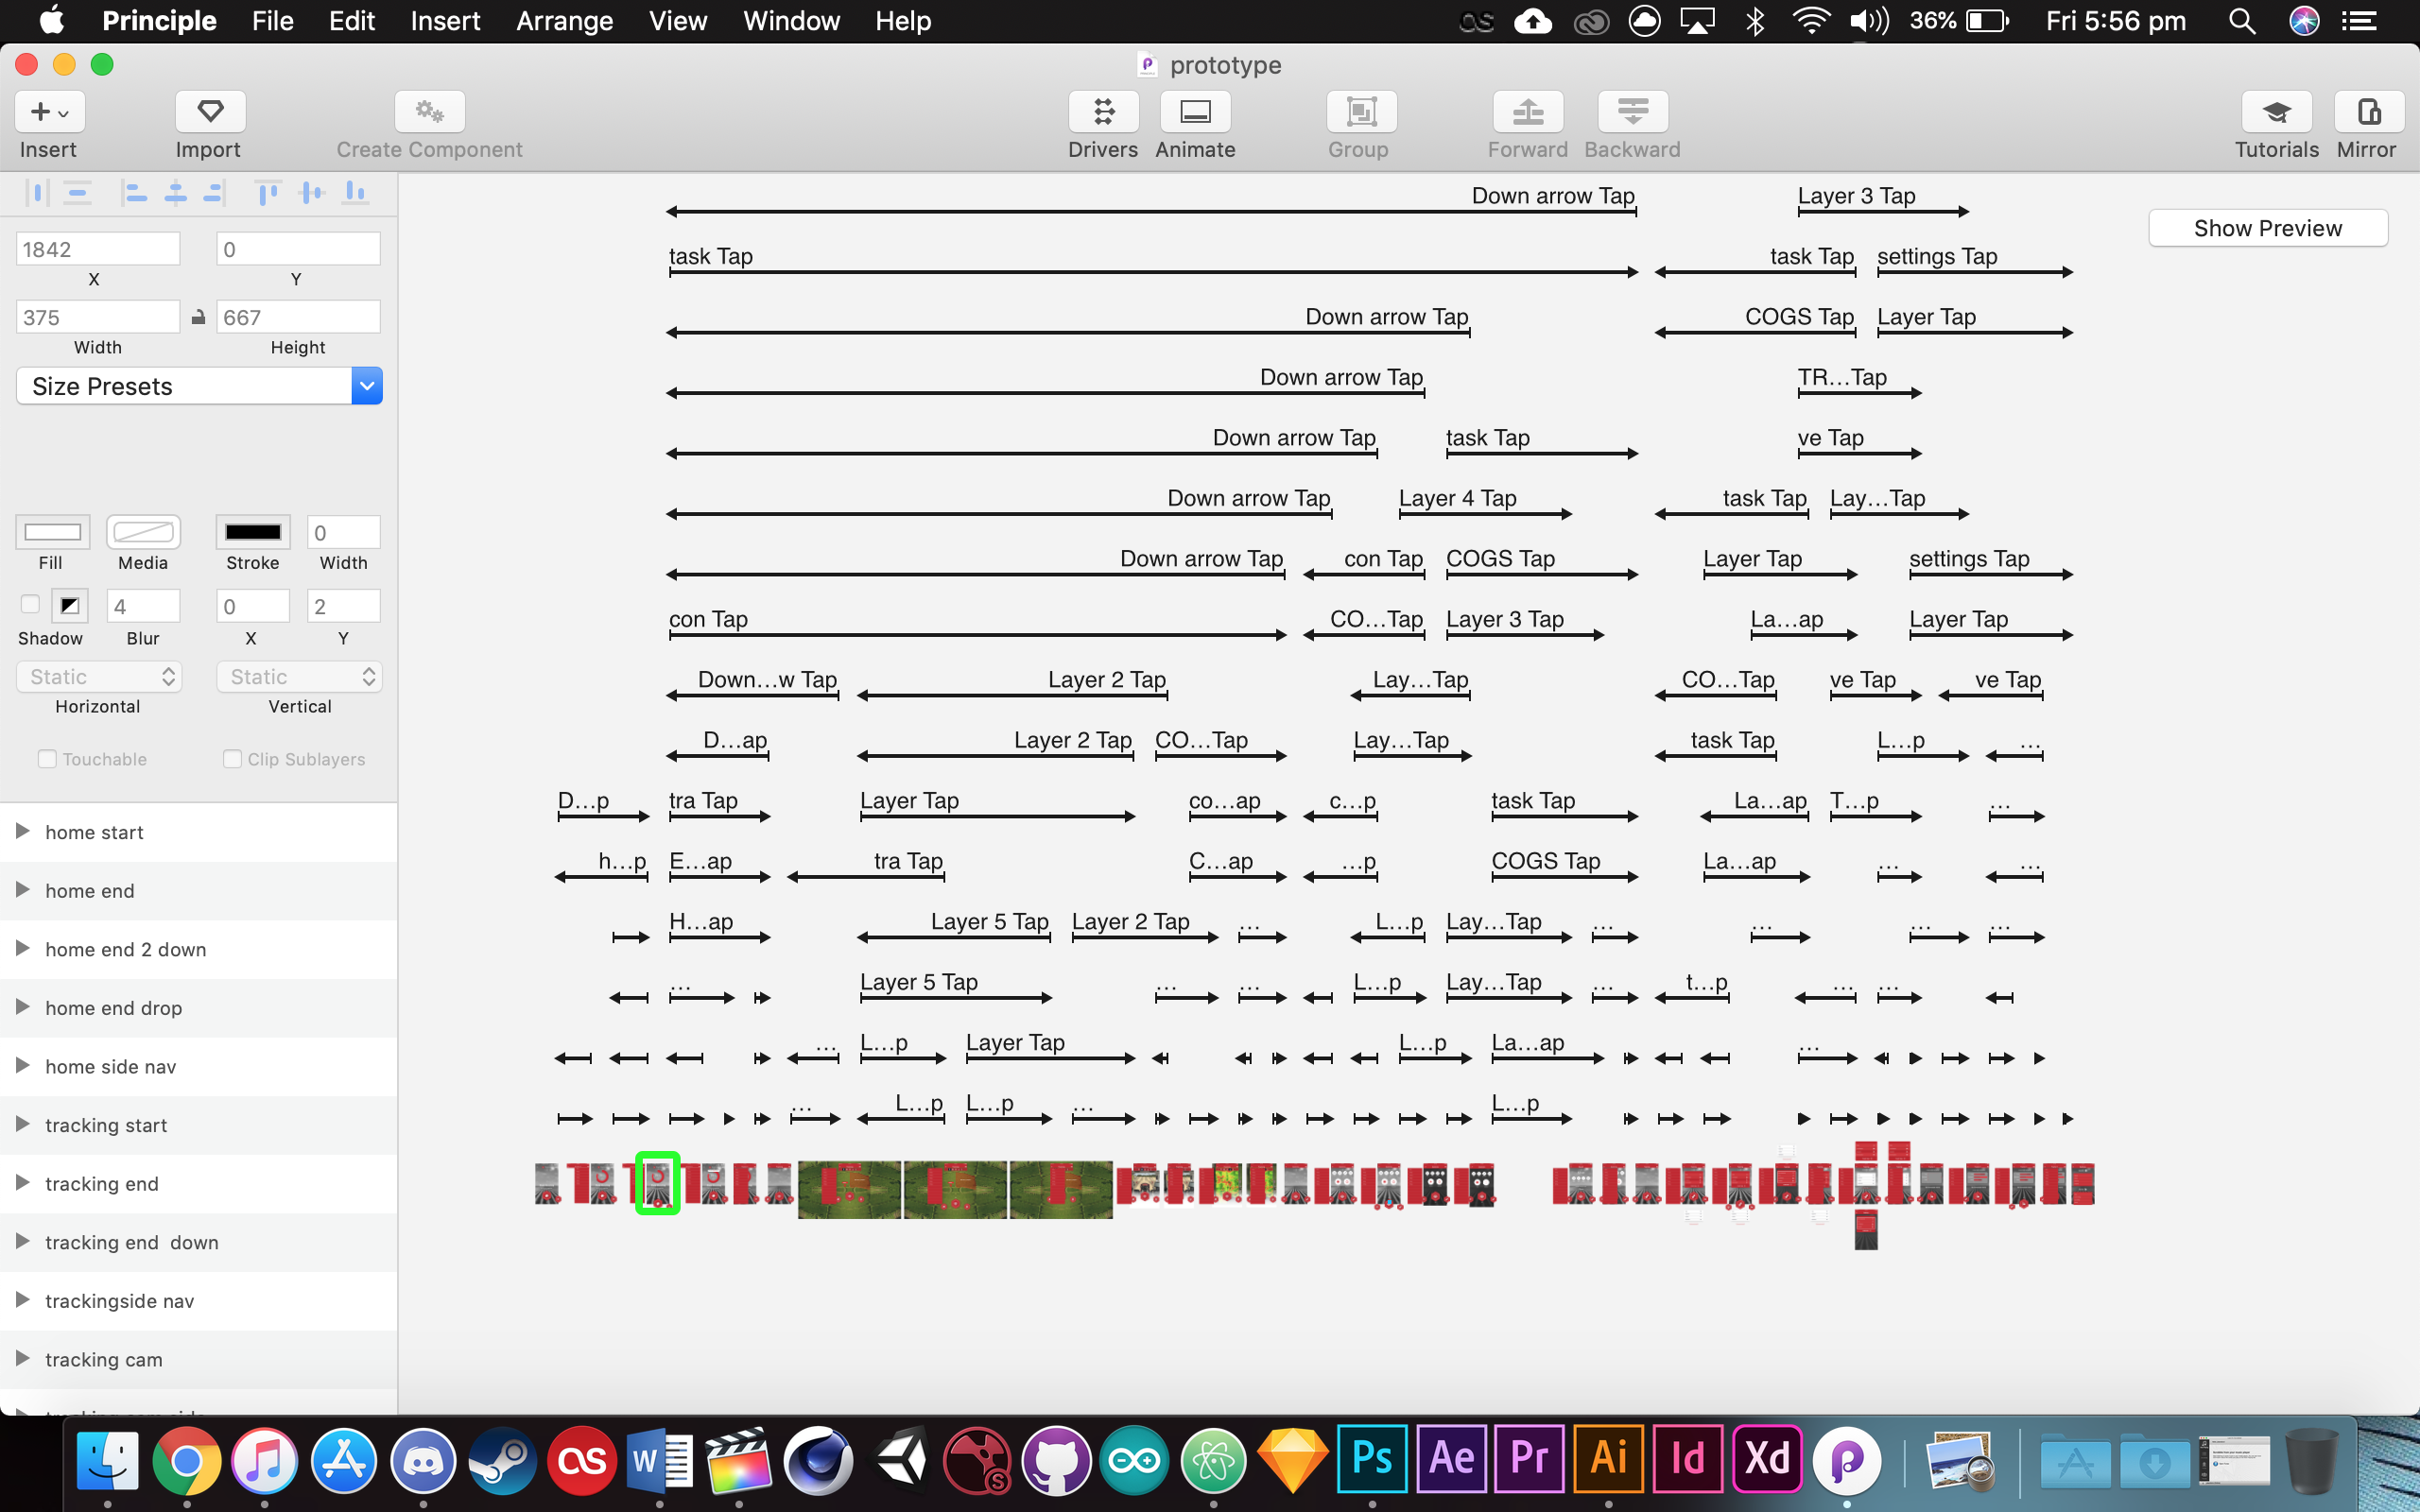 Principle File Edit Insert Arrange View Window Help 36% Fri 5:56 pm
prototype
Insert Import Create Component Drivers Animate Group Forward Backward Tutorials Mirror
Down arrow Tap Layer 3 Tap
Show Preview
1842 0
X Y
task Tap task Tap settings Tap
375 667
Width Height
Down arrow Tap COGS Tap Layer Tap
Size Presets
Down arrow Tap TR…Tap
Down arrow Tap task Tap ve Tap
Down arrow Tap Layer 4 Tap task Tap Lay…Tap
0
Fill Media Stroke Width
Down arrow Tap con Tap COGS Tap Layer Tap settings Tap
4 0 2
Shadow Blur X Y
con Tap CO…Tap Layer 3 Tap La…ap Layer Tap
Static Static
Horizontal Vertical
Down…w Tap Layer 2 Tap Lay…Tap CO…Tap ve Tap ve Tap
Touchable Clip Sublayers
D…ap Layer 2 Tap CO…Tap Lay…Tap task Tap L…p …
D…p tra Tap Layer Tap co…ap c…p task Tap La…ap T…p …
home start
h…p E…ap tra Tap C…ap …p COGS Tap La…ap … …
home end
H…ap Layer 5 Tap Layer 2 Tap … L…p Lay…Tap … … … …
home end 2 down
… Layer 5 Tap … … L…p Lay…Tap … t…p … …
home end drop
… L…p Layer Tap L…p La…ap …
home side nav
… L…p L…p … L…p
tracking start
tracking end
tracking end down
trackingside nav
tracking cam
as W Ps Ae Pr Ai Id Xd